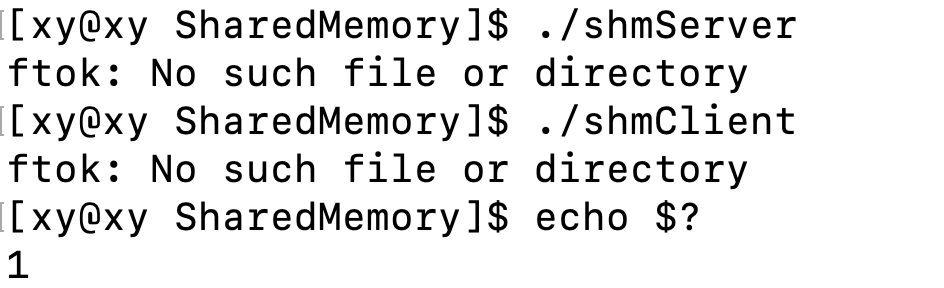 [xy@xy SharedMemory]$ ./shmServer
ftok: No such file or directory
[xy@xy SharedMemory]$ ./shmClient
ftok: No such file or directory
[xy@xy SharedMemory]$ echo $?
1